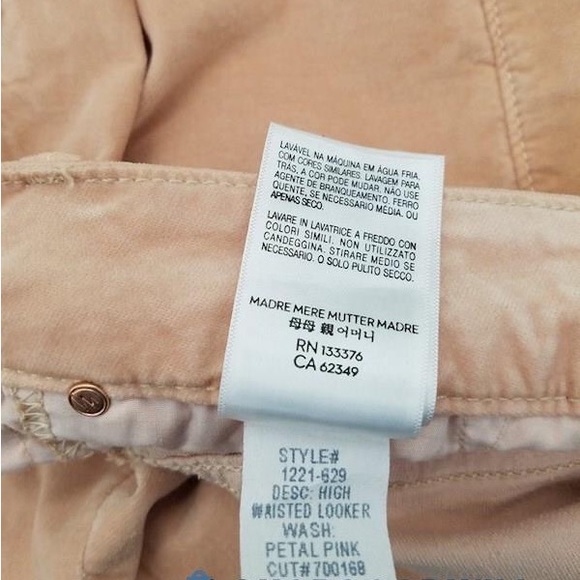 LAVÁVEL NA MÁQUINA EM ÁGUA FRIA,
COM CORES SIMILARES. LAVAGEM PARA
TRÁS, A COR PODE MUDAR. NÃO USE
AGENTE DE BRANQUEAMENTO. FERRO
QUENTE, SE NECESSÁRIO MÉDIA. OU
APENAS SECO.
LAVARE IN LAVATRICE A FREDDO CON
COLORI SIMILI. NON UTILIZZATO
CANDEGGINA. STIRARE MEDIO SE
NECESSARIO. O SOLO PULITO SECCO.
MADRE MERE MUTTER MADRE
母母 親 어머니
RN 133376
CA 62349
STYLE#
1221-629
DESC: HIGH
WAISTED LOOKER
WASH:
PETAL PINK
CUT#700168